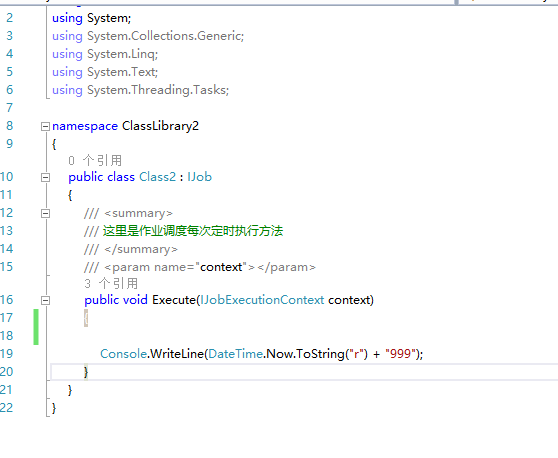 2 using System;
3 using System.Collections.Generic;
4 using System.Linq;
5 using System.Text;
6 using System.Threading.Tasks;
7
8 namespace ClassLibrary2
9 {
0 个引用
10 public class Class2 : IJob
11 {
12 /// <summary>
13 /// 这里是作业调度每次定时执行方法
14 /// </summary>
15 /// <param name="context"></param>
3 个引用
16 public void Execute(IJobExecutionContext context)
17 {
18
19 Console.WriteLine(DateTime.Now.ToString("r") + "999");
20 }
21 }
22 }